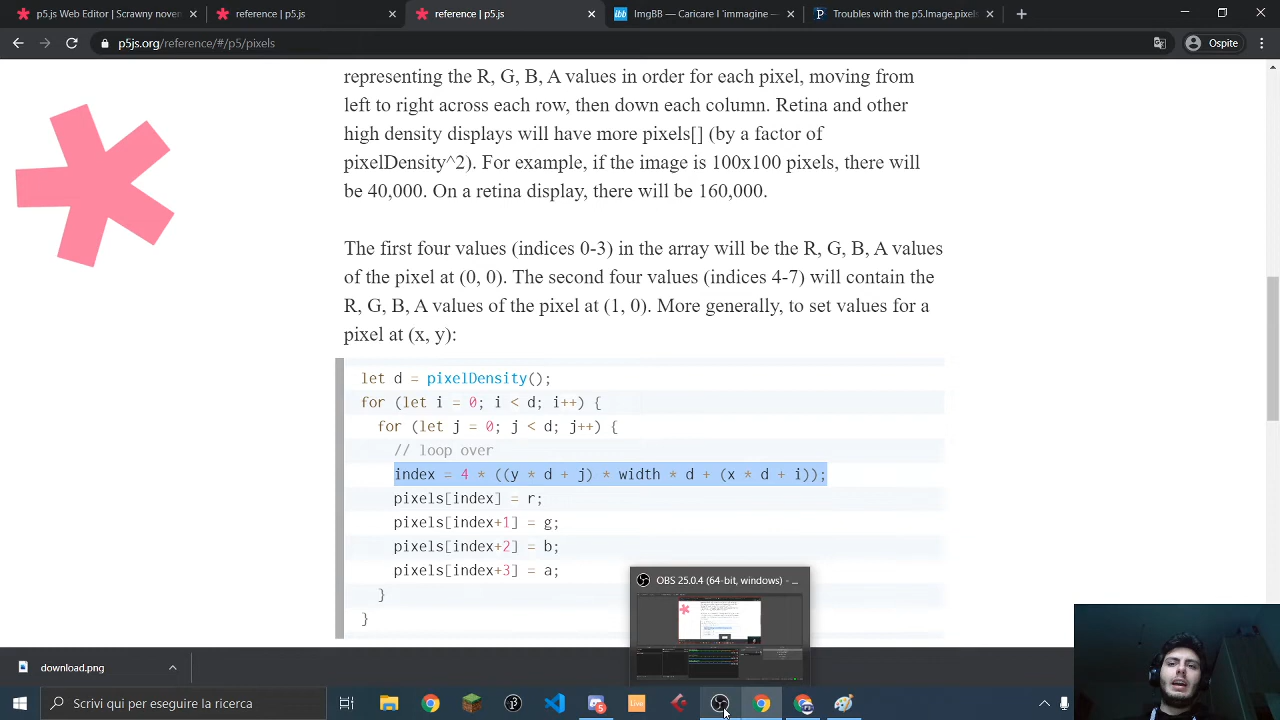 p5.js Web Editor | Scrawny noven
reference | p5.js
reference | p5.js
ImgBB — Caricare l 'immagine —
Troubles with the p5.Image.pixels
p5js.org/reference/#/p5/pixels
Ospite
representing the R, G, B, A values in order for each pixel, moving from
left to right across each row, then down each column. Retina and other
high density displays will have more pixels[] (by a factor of
pixelDensity^2). For example, if the image is 100x100 pixels, there will
be 40,000. On a retina display, there will be 160,000.
The first four values (indices 0-3) in the array will be the R, G, B, A values
of the pixel at (0, 0). The second four values (indices 4-7) will contain the
R, G, B, A values of the pixel at (1, 0). More generally, to set values for a
pixel at (x, y):
let d = pixelDensity();
for (let i = 0; i < d; i++) {
for (let j = 0; j < d; j++) {
// loop over
index = 4 * ((y * d + j) * width * d + (x * d + i));
pixels[index] = r;
pixels[index+1] = g;
pixels[index+2] = b;
pixels[index+3] = a;
}
}
OBS 25.0.4 (64-bit, windows) - ...
download.png
Scrivi qui per eseguire la ricerca
Live